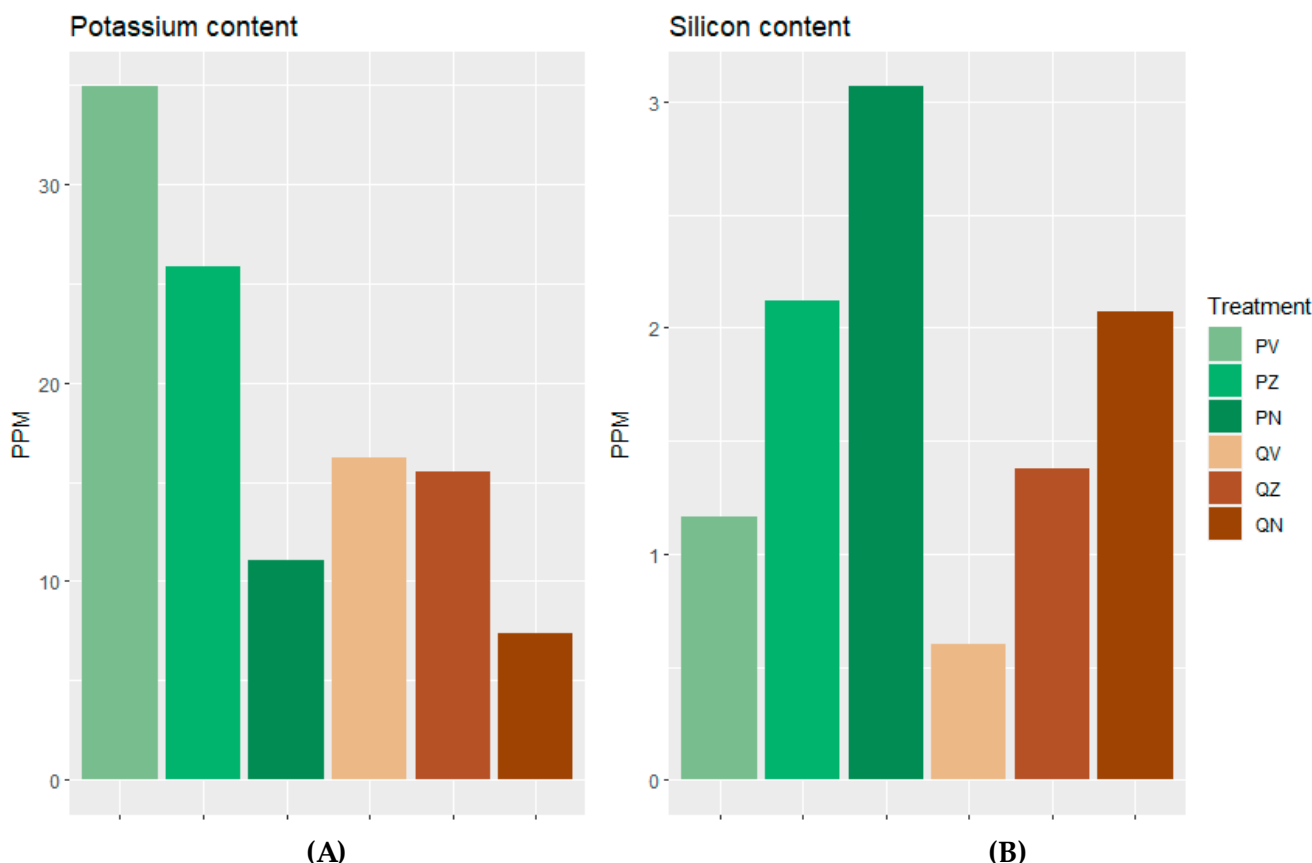 Potassium content
PPM
30
20
10
0
(A)
Silicon content
PPM
3
2
1
0
(B)
Treatment
PV
PZ
PN
QV
QZ
QN